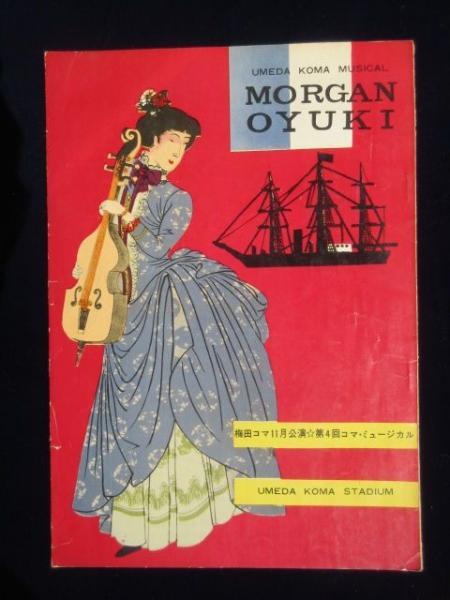 UMEDA KOMA MUSICAL
MORGAN
OYUKI
梅田コマ11月公演☆第4回コマ・ミュージカル
UMEDA KOMA STADIUM